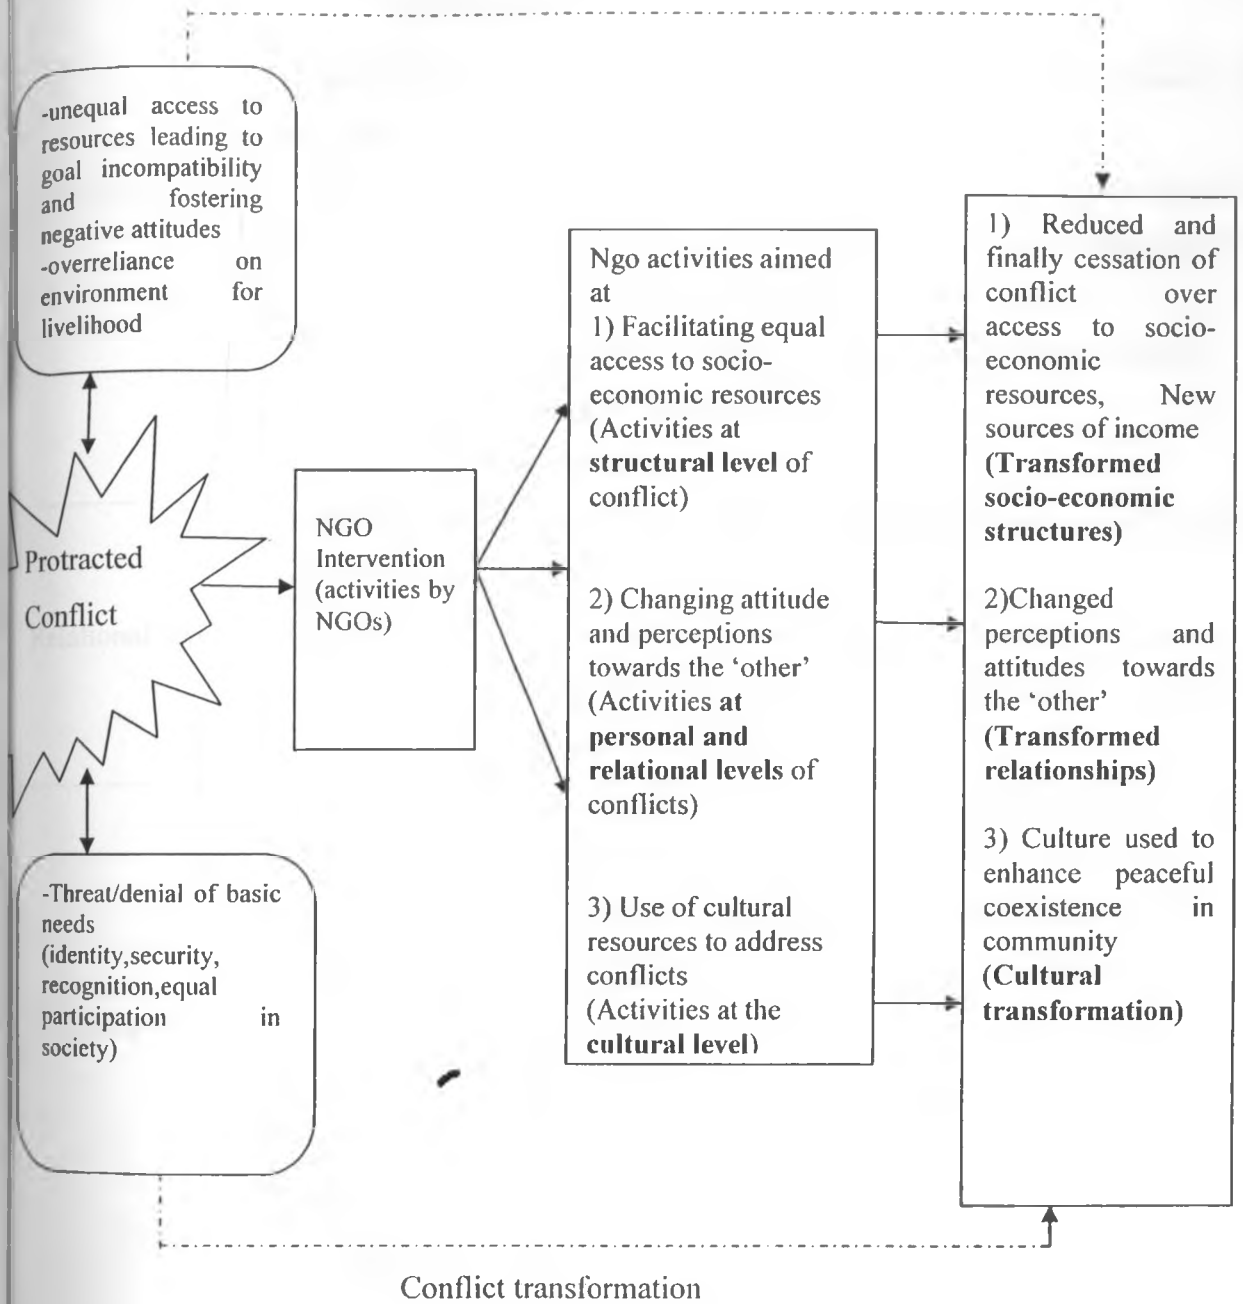 -unequal access to
resources leading to
goal incompatibility
and fostering
negative attitudes
-overreliance on
environment for
livelihood
Protracted
Conflict
-Threat/denial of basic
needs
(identity,security,
recognition,equal
participation in
society)
NGO
Intervention
(activities by
NGOs)
Ngo activities aimed
at
1) Facilitating equal
access to socio-
economic resources
(Activities at
structural level of
conflict)
2) Changing attitude
and perceptions
towards the ‘other’
(Activities at
personal and
relational levels of
conflicts)
3) Use of cultural
resources to address
conflicts
(Activities at the
cultural level)
1) Reduced and
finally cessation of
conflict over
access to socio-
economic
resources, New
sources of income
(Transformed
socio-economic
structures)
2)Changed
perceptions and
attitudes towards
the ‘other’
(Transformed
relationships)
3) Culture used to
enhance peaceful
coexistence in
community
(Cultural
transformation)
Conflict transformation